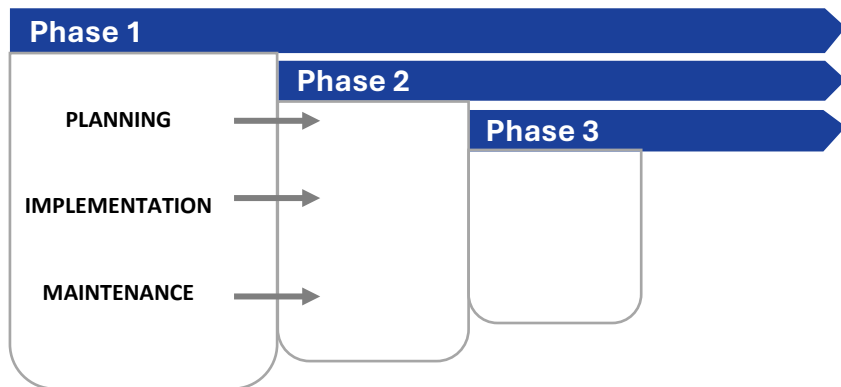 Phase 1
Phase 2
PLANNING
Phase 3
IMPLEMENTATION
MAINTENANCE